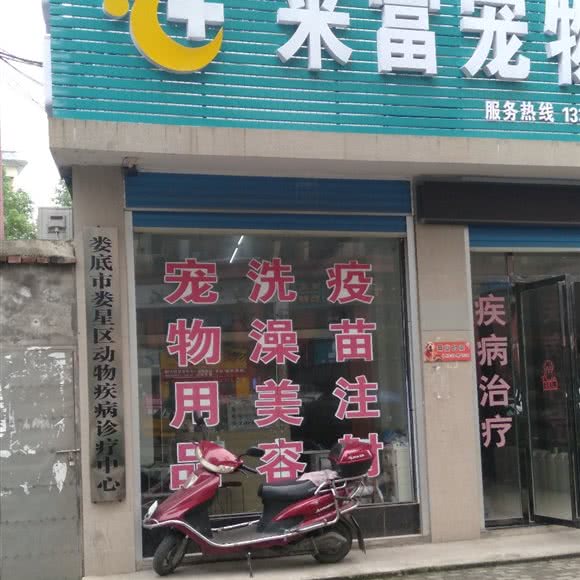 来富宠物
服务热线 13
娄底市娄星区动物疾病诊疗中心
宠物用品
洗澡美容
疫苗注射
疾病治疗